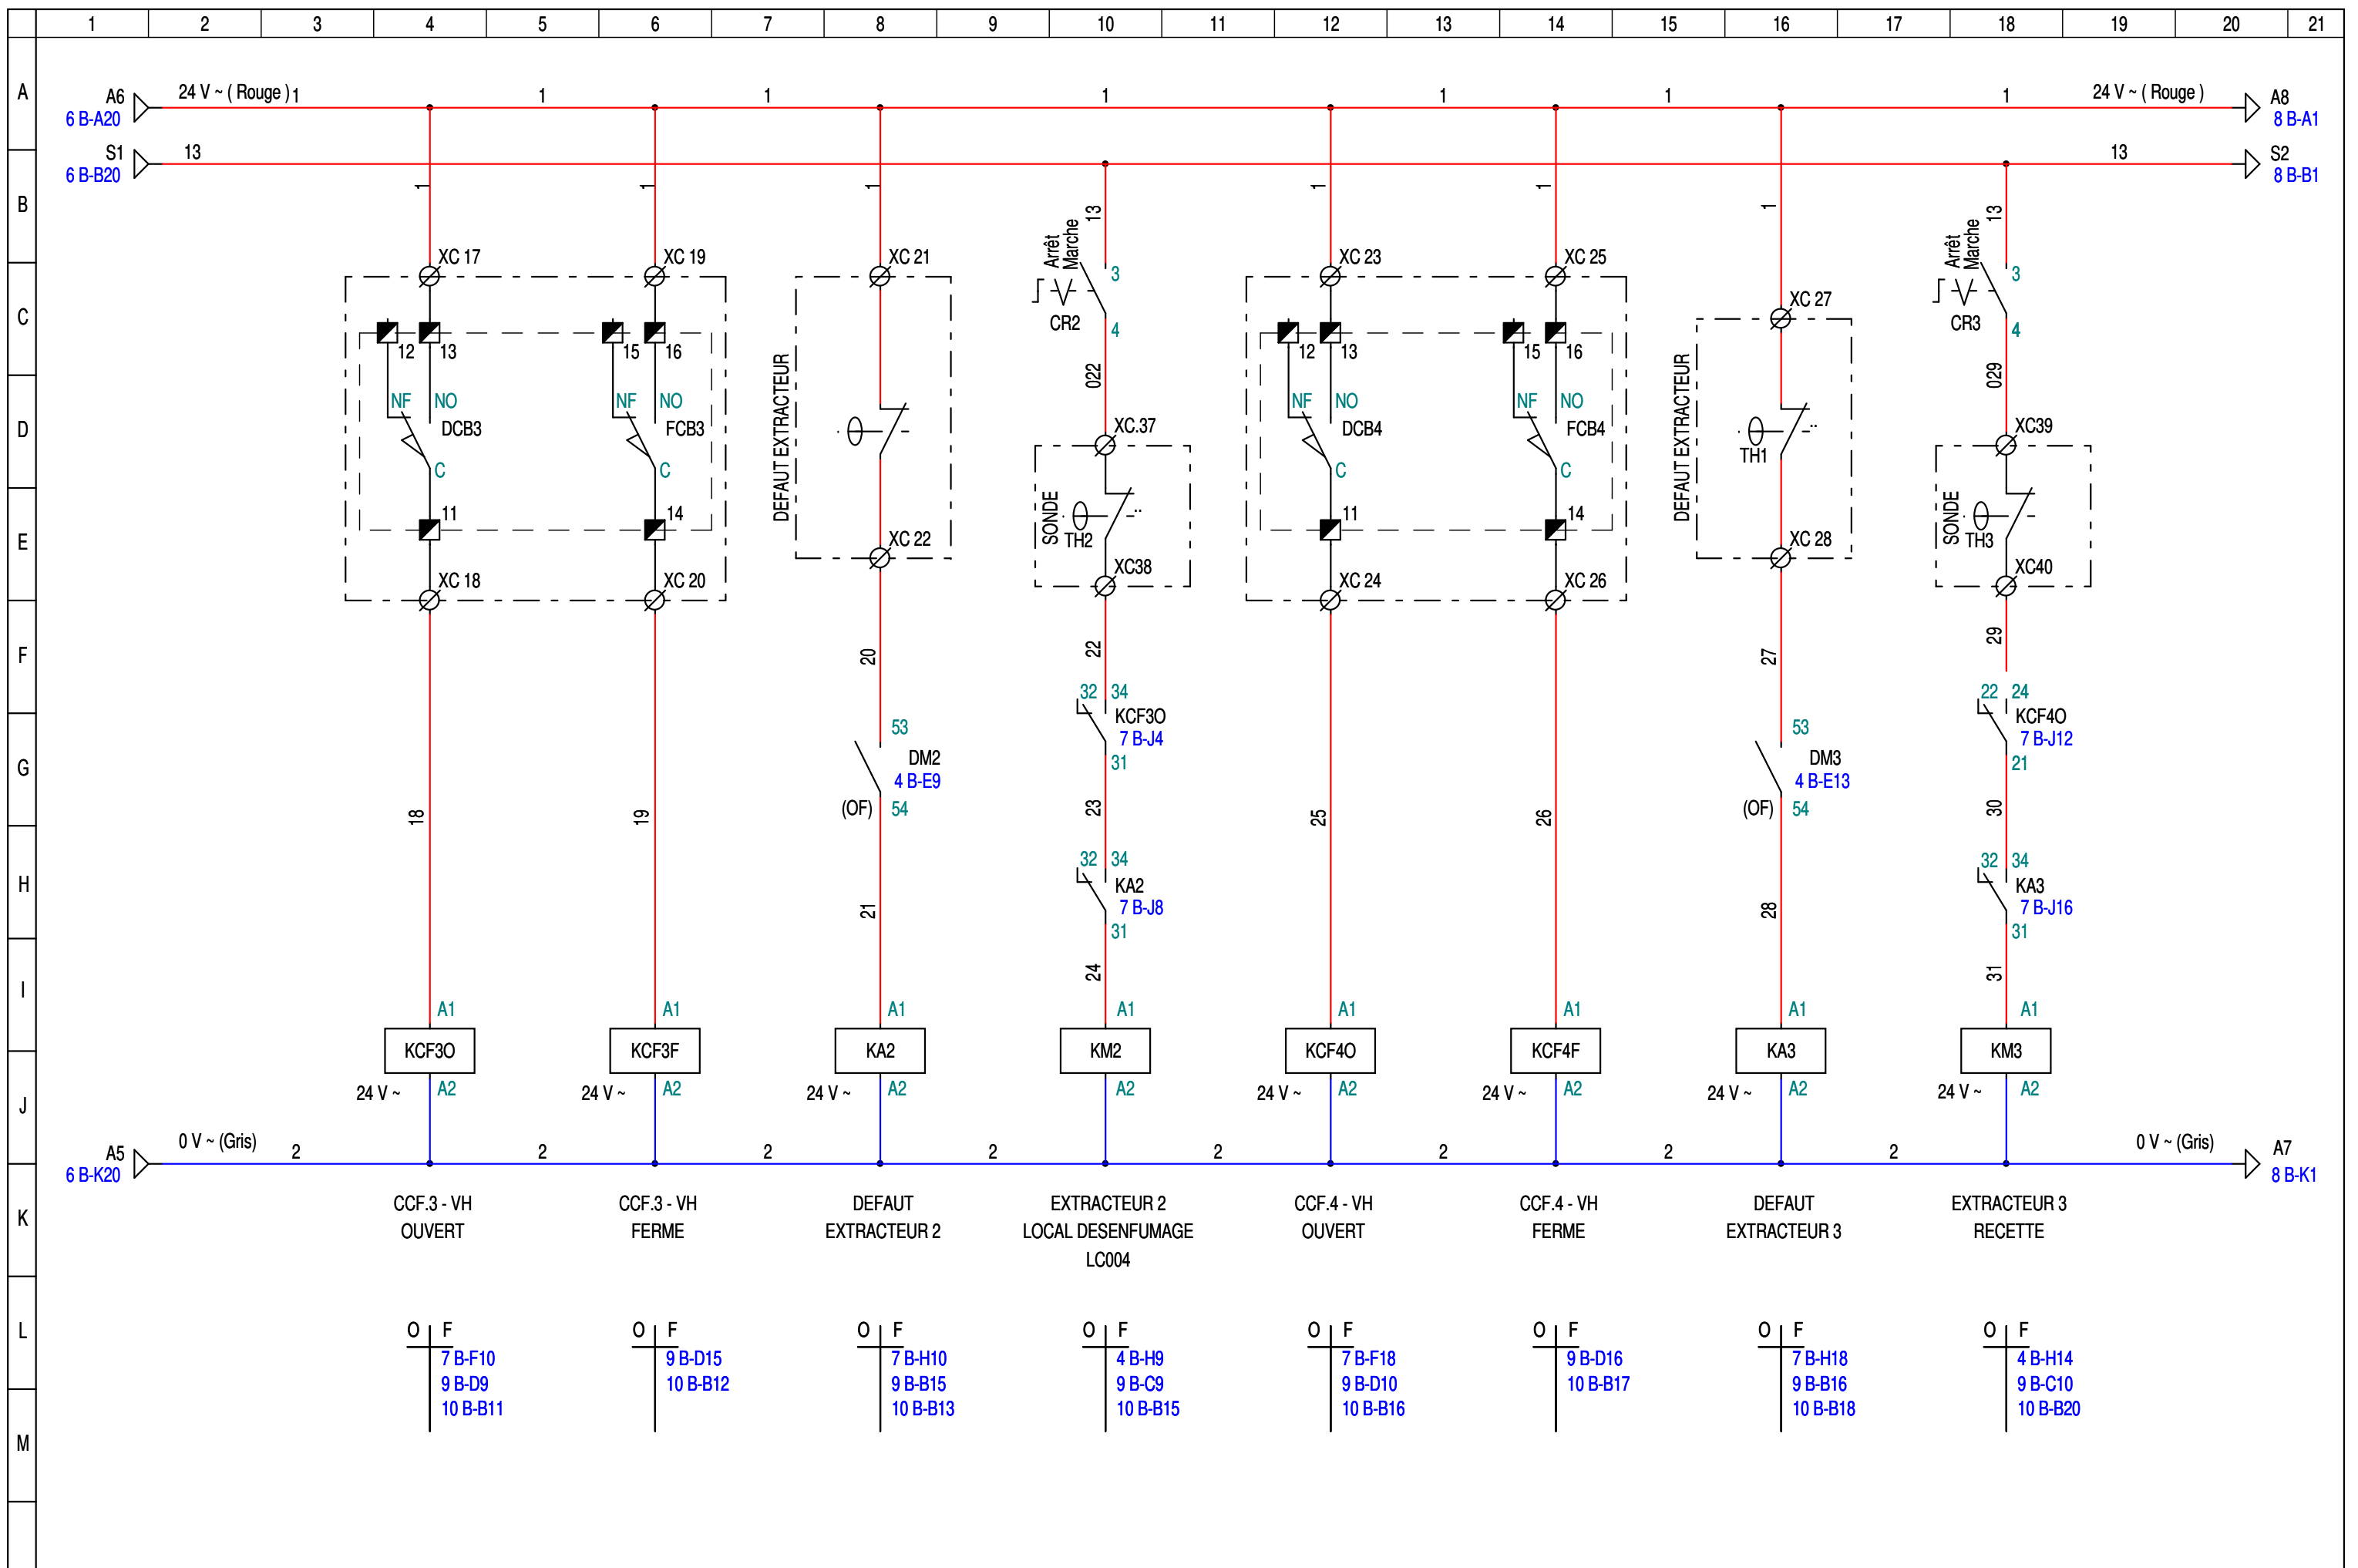 1 2 3 4 5 6 7 8 9 10 11 12 13 14 15 16 17 18 19 20 21
A
A6 24 V ~ ( Rouge ) 1 1 1 1 1 1 1 24 V ~ ( Rouge ) A8
6 B-A20 8 B-A1
S1 13 13 S2
6 B-B20 8 B-B1
B
1 1 1 13 1 1 1 13
Arrêt Marche Arrêt Marche
XC 17 XC 19 XC 21 XC 23 XC 25
3 3
C
XC 27
CR2 4 CR3 4
12 13 15 16 12 13 15 16
DEFAUT EXTRACTEUR DEFAUT EXTRACTEUR
022 029
NF NO NF NO NF NO NF NO
D
DCB3 FCB3 XC.37 DCB4 FCB4 XC39
TH1
C C C C
11 14 SONDE 11 14 SONDE
E
XC 22 TH2 XC 28 TH3
XC 18 XC 20 XC38 XC 24 XC 26 XC40
F
20 22 27 29
32 34 22 24
53 KCF3O 53 KCF4O
7 B-J4 7 B-J12
G
DM2 31 DM3 21
4 B-E9 4 B-E13
(OF) 54 23 (OF) 54 30
18 19 25 26
32 34 32 34
H
KA2 KA3
21 7 B-J8 28 7 B-J16
31 31
24 31
I
A1 A1 A1 A1 A1 A1 A1 A1
KCF3O KCF3F KA2 KM2 KCF4O KCF4F KA3 KM3
24 V ~ A2 24 V ~ A2 24 V ~ A2 A2 24 V ~ A2 24 V ~ A2 24 V ~ A2 24 V ~ A2
J
A5 0 V ~ (Gris) 2 2 2 2 2 2 2 2 0 V ~ (Gris) A7
6 B-K20 8 B-K1
K
CCF.3 - VH CCF.3 - VH DEFAUT EXTRACTEUR 2 CCF.4 - VH CCF.4 - VH DEFAUT EXTRACTEUR 3
OUVERT FERME EXTRACTEUR 2 LOCAL DESENFUMAGE OUVERT FERME EXTRACTEUR 3 RECETTE
LC004
L
O F O F O F O F O F O F O F O F
7 B-F10 9 B-D15 7 B-H10 4 B-H9 7 B-F18 9 B-D16 7 B-H18 4 B-H14
9 B-D9 10 B-B12 9 B-B15 9 B-C9 9 B-D10 10 B-B17 9 B-B16 9 B-C10
10 B-B11 10 B-B13 10 B-B15 10 B-B16 10 B-B18 10 B-B20
M